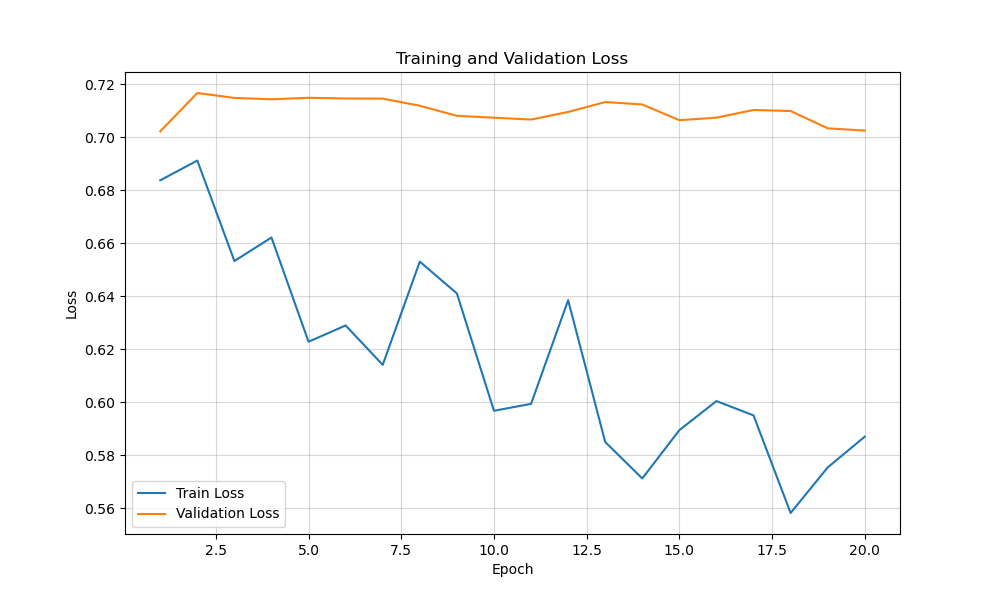 Training and Validation Loss
0.72
0.70
0.68
0.66
0.64
0.62
0.60
0.58
0.56
Loss
Train Loss
Validation Loss
2.5 5.0 7.5 10.0 12.5 15.0 17.5 20.0
Epoch